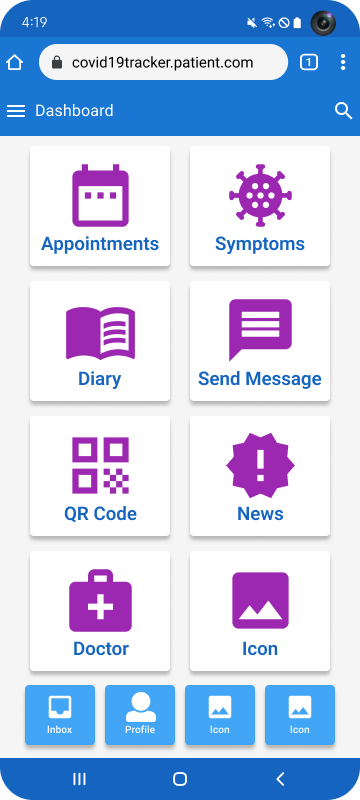 4:19
covid19tracker.patient.com
1
Dashboard
Appointments
Symptoms
Diary
Send Message
QR Code
News
Doctor
Icon
Inbox
Profile
Icon
Icon